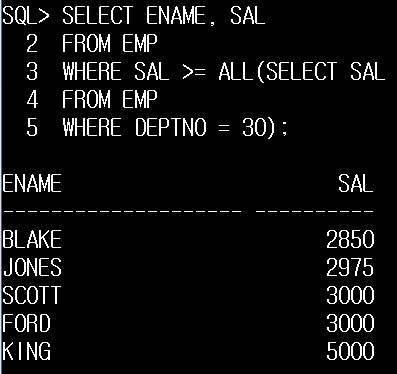 SQL> SELECT ENAME, SAL
2 FROM EMP
3 WHERE SAL >= ALL(SELECT SAL
4 FROM EMP
5 WHERE DEPTNO = 30);
ENAME SAL
-------------------- ----------
BLAKE 2850
JONES 2975
SCOTT 3000
FORD 3000
KING 5000